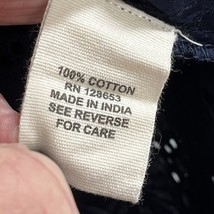 100% COTTON
RN 128653
MADE IN INDIA
SEE REVERSE
FOR CARE